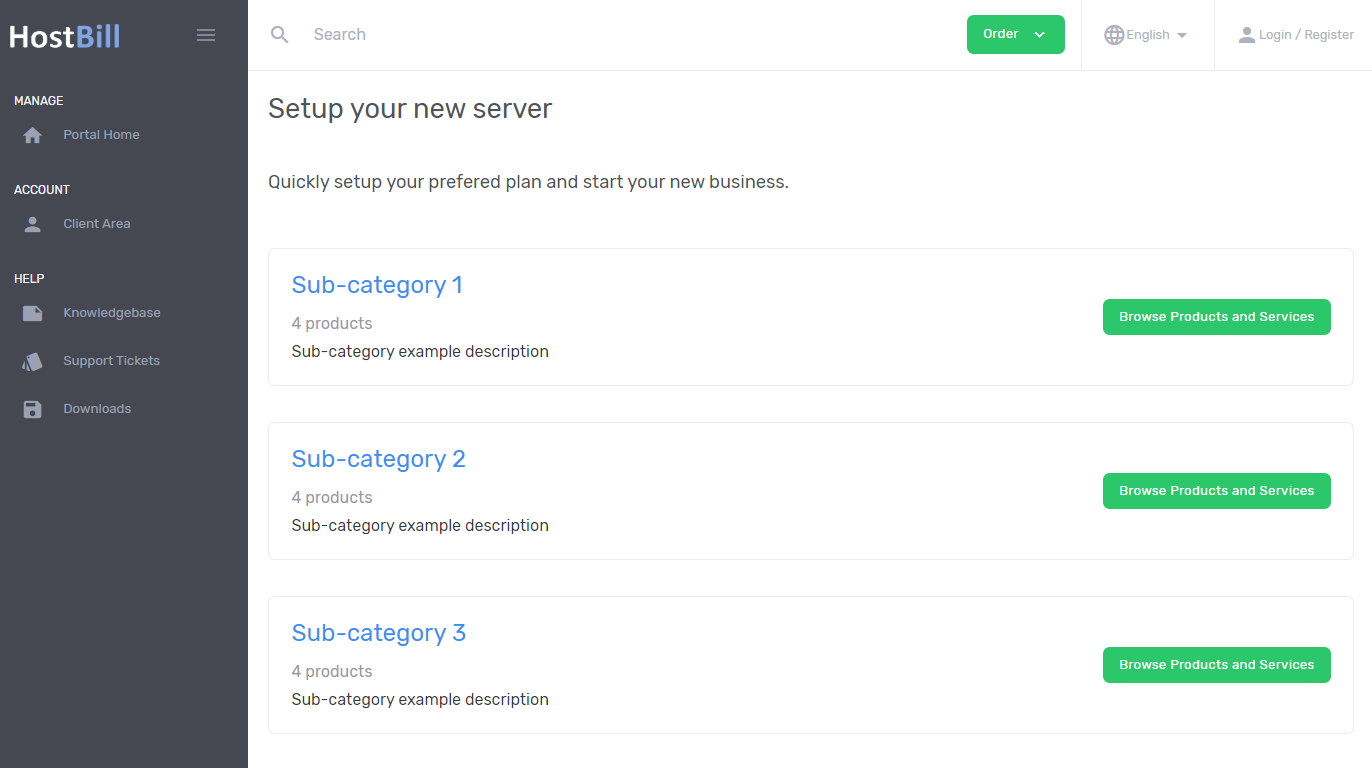 HostBill
Search
Order
English
Login / Register
MANAGE
Portal Home
ACCOUNT
Client Area
HELP
Knowledgebase
Support Tickets
Downloads
Setup your new server
Quickly setup your prefered plan and start your new business.
Sub-category 1
4 products
Sub-category example description
Browse Products and Services
Sub-category 2
4 products
Sub-category example description
Browse Products and Services
Sub-category 3
4 products
Sub-category example description
Browse Products and Services